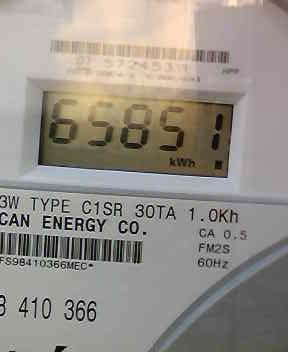 65851
kWh
3W TYPE C1SR 30TA 1.0Kh
CAN ENERGY CO.
CA 0.5
FM2S
60Hz
FS98410366MEC*
8 410 366